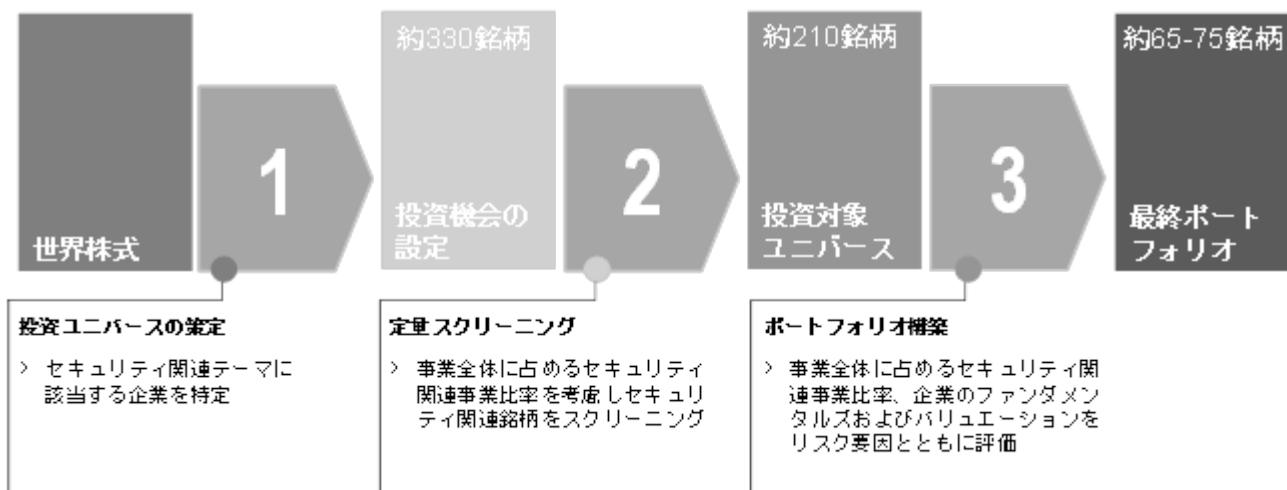 世界株式
1
約330銘柄
投資機会の
設定
2
約210銘柄
投資対象
ユニバース
3
約65-75銘柄
最終ポート
フォリオ
投資ユニバースの策定
> セキュリティ関連テーマに
該当する企業を特定
定量スクリーニング
> 事業全体に占めるセキュリティ
関連事業比率を考慮しセキュリ
ティ関連銘柄をスクリーニング
ポートフォリオ構築
> 事業全体に占めるセキュリティ関
連事業比率、企業のファンダメン
タルズおよびバリュエーションを
リスク要因とともに評価